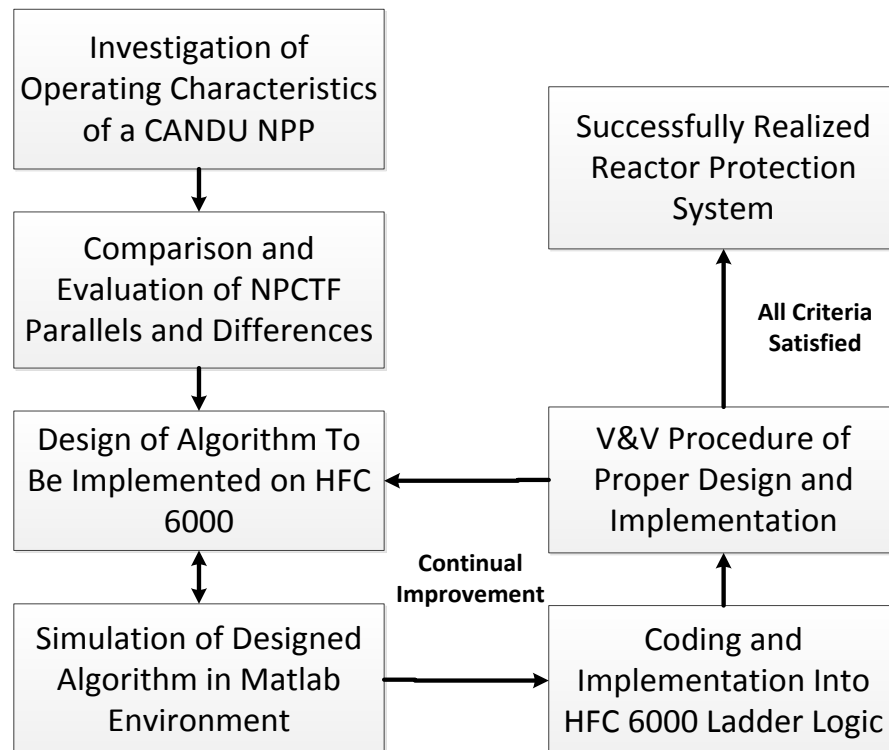 Investigation of
Operating Characteristics
of a CANDU NPP
Comparison and
Evaluation of NPCTF
Parallels and Differences
Design of Algorithm To
Be Implemented on HFC
6000
Simulation of Designed
Algorithm in Matlab
Environment
Continual
Improvement
Coding and
Implementation Into
HFC 6000 Ladder Logic
V&V Procedure of
Proper Design and
Implementation
All Criteria
Satisfied
Successfully Realized
Reactor Protection
System